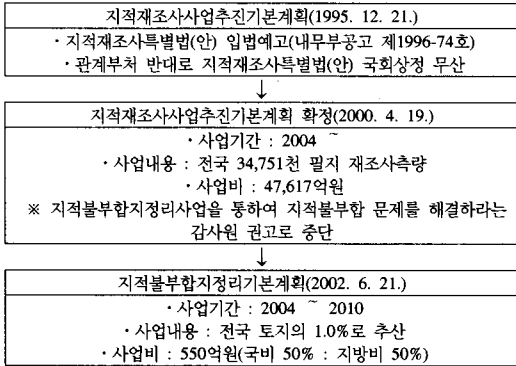 지적재조사사업추진기본계획(1995. 12. 21.)
· 지적재조사특별법(안) 입법예고(내무부공고 제1996-74호)
· 관계부처 반대로 지적재조사특별법(안) 국회상정 무산
↓
지적재조사사업추진기본계획 확정(2000. 4. 19.)
· 사업기간 : 2004 ~
· 사업내용 : 전국 34,751천 필지 재조사측량
· 사업비 : 47,617억원
※ 지적불부합지정리사업을 통하여 지적불부합 문제를 해결하라는
감사원 권고로 중단
↓
지적불부합지정리기본계획(2002. 6. 21.)
· 사업기간 : 2004 ~ 2010
· 사업내용 : 전국 토지의 1.0%로 추산
· 사업비 : 550억원(국비 50% : 지방비 50%)